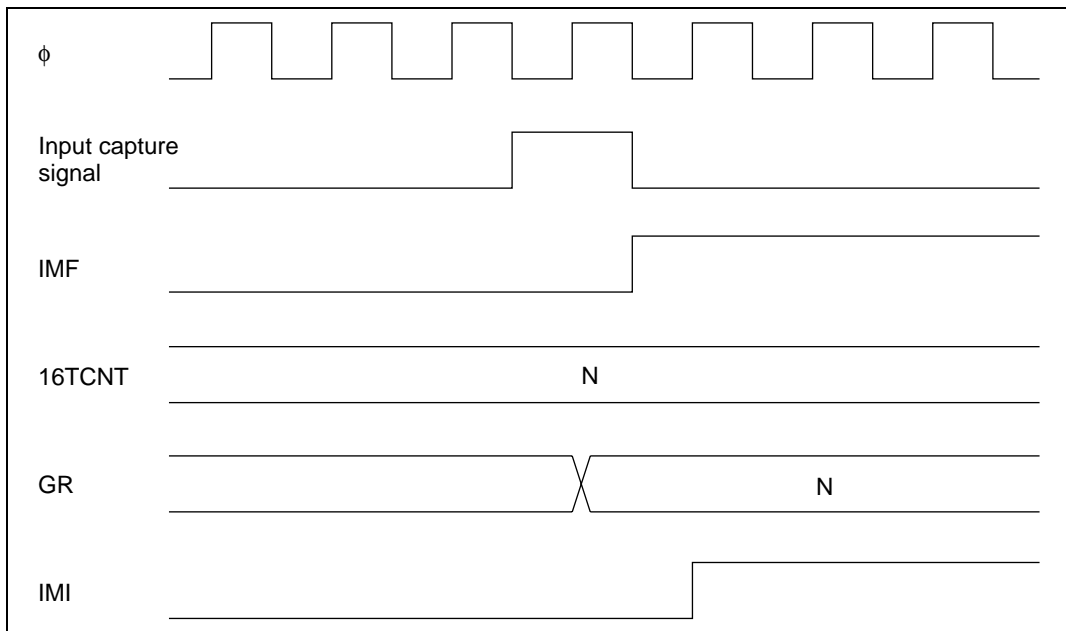 ϕ
Input capture
signal
IMF
16TCNT
N
GR
N
IMI